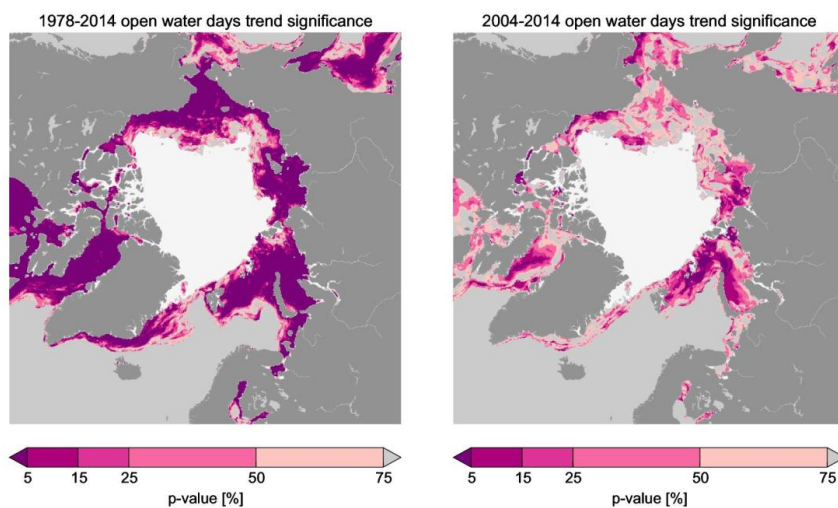 1978-2014 open water days trend significance
2004-2014 open water days trend significance
5 15 25 50 75
p-value [%]
5 15 25 50 75
p-value [%]